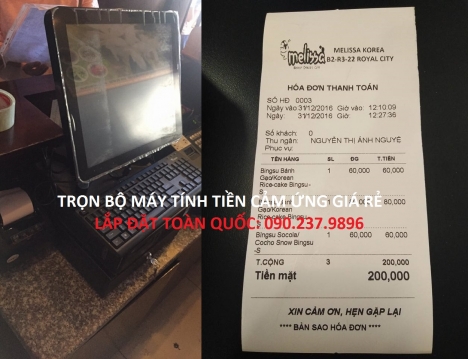 melissa
MELISSA KOREA
B2-R3-22 ROYAL CITY
HÓA ĐƠN THANH TOÁN
SỐ HĐ 0003
Ngày vào 31/12/2016 Giờ vào: 12:10:09
Ngày: 31/12/2016 Giờ: 12:27:36
Số khách: 0
Thu ngân: NGUYỄN THỊ ÁNH NGUYỆ
Phục vụ
TÊN HÀNG SL ĐG T.TIỀN
Bingsu Bánh 1 60,000 60,000
Gạo/Korean
Rice-cake Bingsu -
S
TRỌN BỘ MÁY TÍNH TIỀN CẢM ỨNG GIÁ RẺ
80,000
Gạo/Korean
LẮP ĐẶT TOÀN QUỐC: 090.237.9896
Bingsu Socola/ 1 60,000 60,000
Cocho Snow Bingsu
-S
T.CỘNG 3 200,000
Tiền mặt 200,000
XIN CẢM ƠN, HẸN GẶP LẠI
**** BẢN SAO HÓA ĐƠN ****